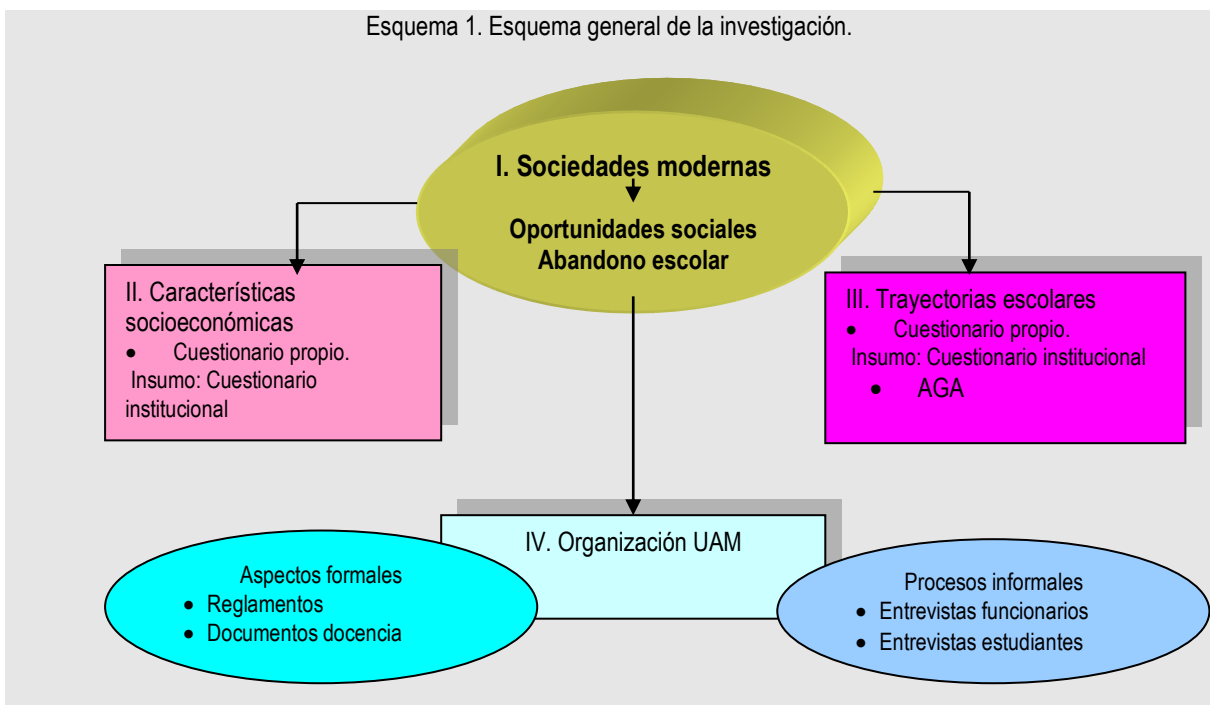 Esquema 1. Esquema general de la investigación.
I. Sociedades modernas
Oportunidades sociales
Abandono escolar
II. Características
socioeconómicas
• Cuestionario propio.
Insumo: Cuestionario
institucional
III. Trayectorias escolares
• Cuestionario propio.
Insumo: Cuestionario institucional
• AGA
IV. Organización UAM
Aspectos formales
• Reglamentos
• Documentos docencia
Procesos informales
• Entrevistas funcionarios
• Entrevistas estudiantes